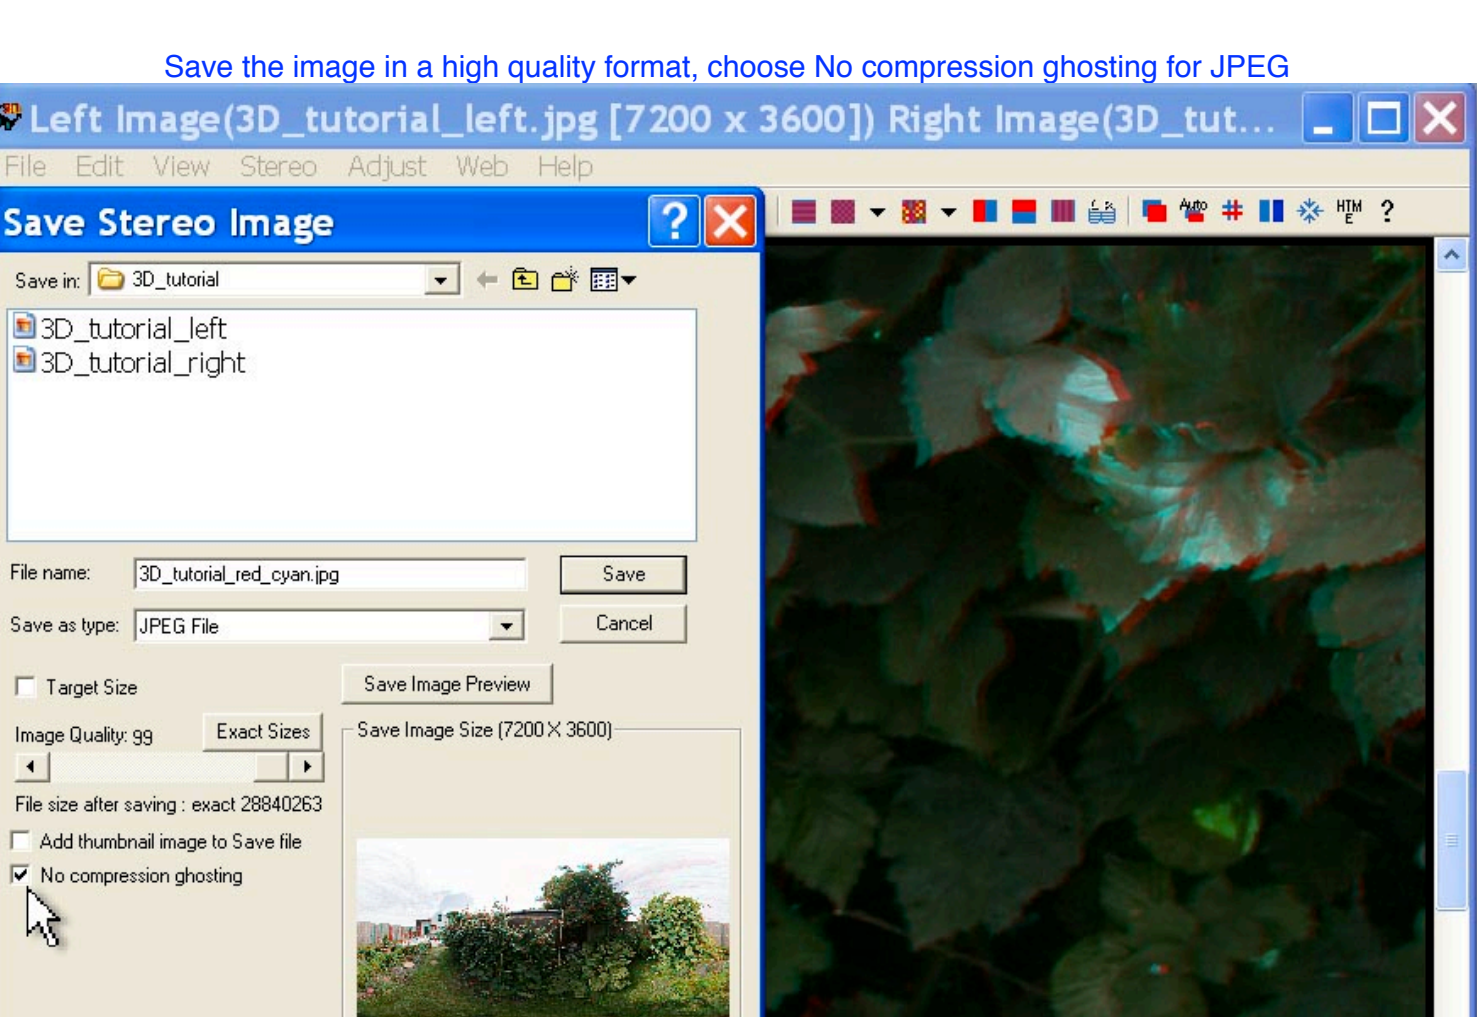 Save the image in a high quality format, choose No compression ghosting for JPEG
Left Image(3D_tutorial_left.jpg [7200 x 3600]) Right Image(3D_tut...
File Edit View Stereo Adjust Web Help
Save Stereo Image
Auto HTM E ?
Save in: 3D_tutorial
3D_tutorial_left
3D_tutorial_right
File name: 3D_tutorial_red_cyan.jpg Save
Save as type: JPEG File Cancel
Target Size Save Image Preview
Image Quality: 99 Exact Sizes Save Image Size (7200 X 3600)
File size after saving : exact 28840263
Add thumbnail image to Save file
No compression ghosting